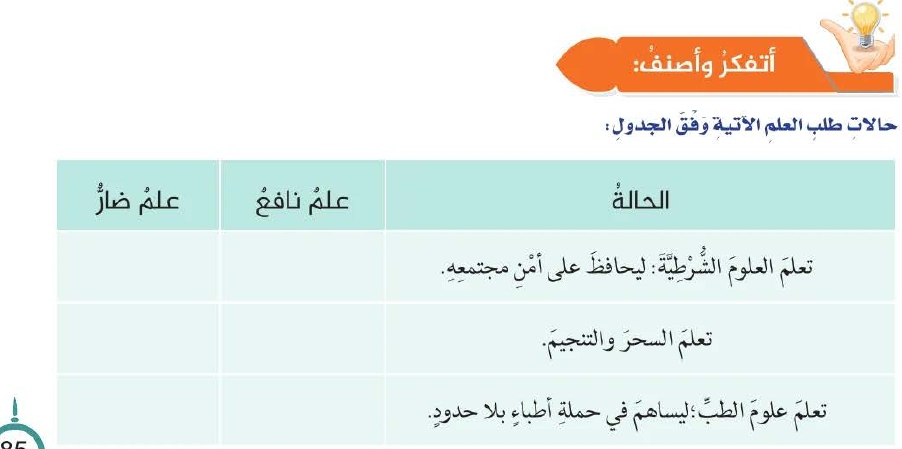 أتفكرُ وأصنفُ:
حالاتِ طلبِ العلمِ الآتيةِ وَفْقَ الجدولِ:
الحالةُ	علمٌ نافعٌ	علمٌ ضارٌّ
تعلمَ العلومَ الشُّرَطِيَّةَ: ليحافظَ على أمْنِ مجتمعِهِ.
تعلمَ السحرَ والتنجيمَ.
تعلمَ علومَ الطبِّ؛ ليساهمَ في حملةِ أطباءٍ بلا حدودٍ.